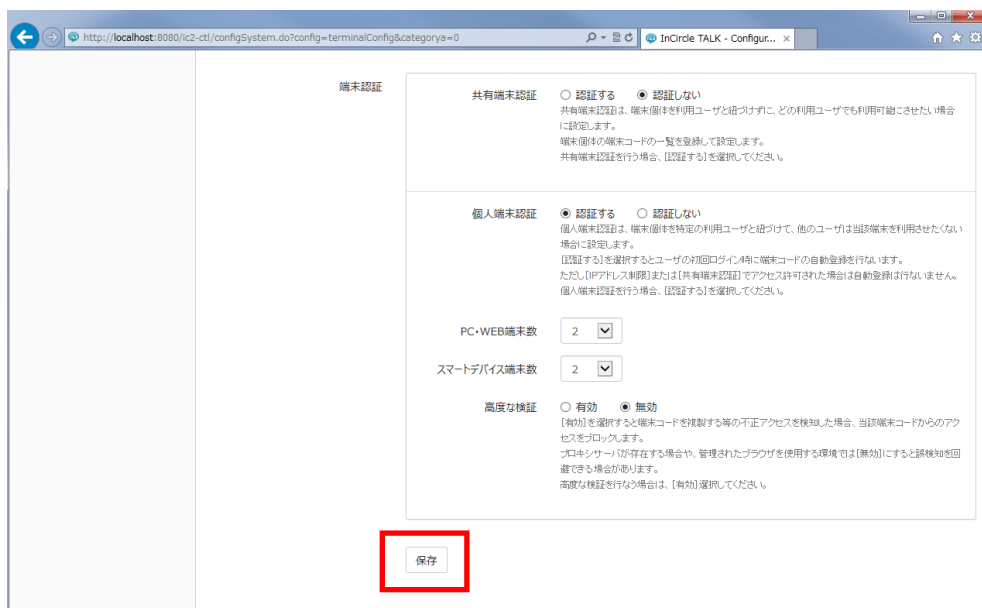 http://localhost:8080/ic2-ctl/configSystem.do?config=terminalConfig&categorya=0
InCircle TALK - Configur...
端末認証
共有端末認証
認証する 認証しない
共有端末認証は、端末個体を利用ユーザと紐づけずに、どの利用ユーザでも利用可能にさせたい場合
に設定します。
端末個体の端末コードの一覧を登録して設定します。
共有端末認証を行う場合、[認証する]を選択してください。
個人端末認証
認証する 認証しない
個人端末認証は、端末個体を特定の利用ユーザと紐づけて、他のユーザは当該端末を利用させたくない
場合に設定します。
[認証する]を選択するとユーザの初回ログイン時に端末コードの自動登録を行ないます。
ただし[IPアドレス制限]または[共有端末認証]でアクセス許可された場合は自動登録は行ないません。
個人端末認証を行う場合、[認証する]を選択してください。
PC・WEB端末数
2
スマートデバイス端末数
2
高度な検証
有効 無効
[有効]を選択すると端末コードを複製する等の不正アクセスを検知した場合、当該端末コードからのアク
セスをブロックします。
プロキシサーバが存在する場合や、管理されたブラウザを使用する環境では[無効]にすると誤検知を回
避できる場合があります。
高度な検証を行なう場合は、[有効]選択してください。
保存